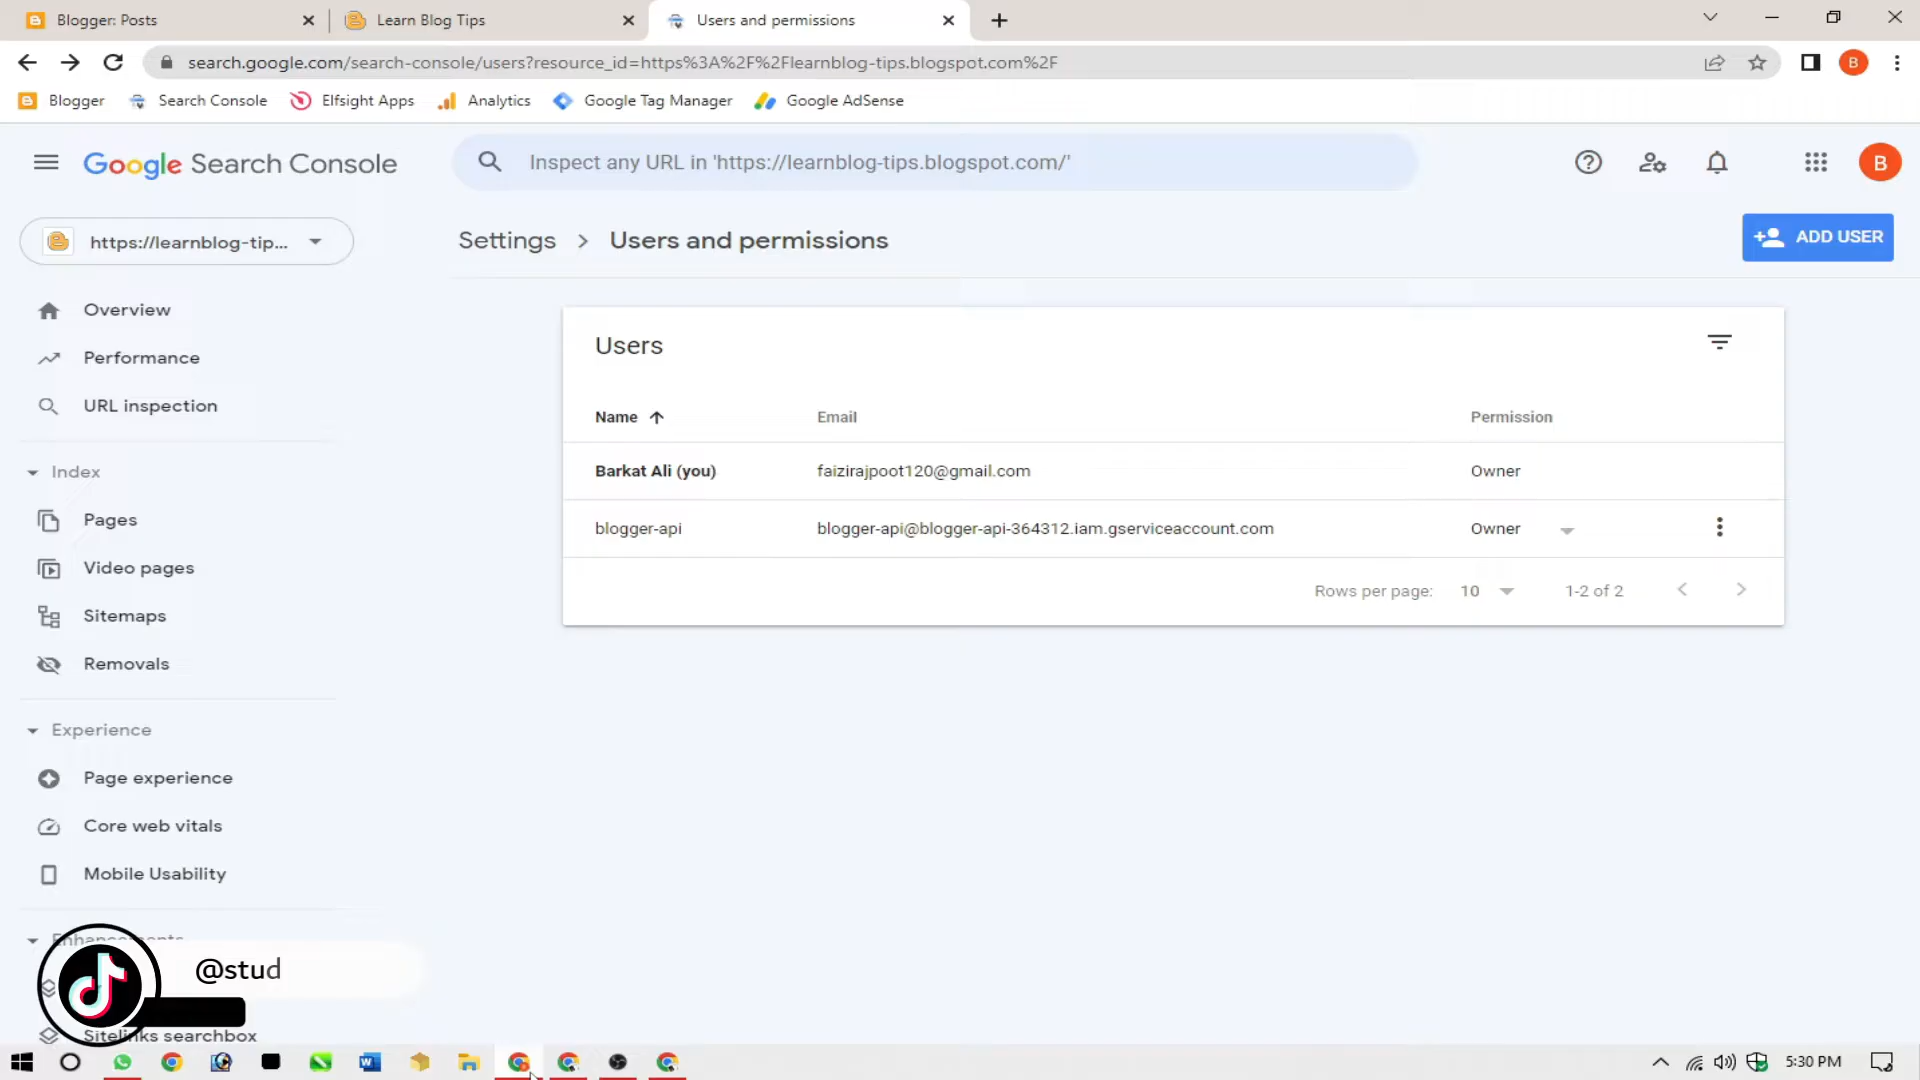 Blogger: Posts
Learn Blog Tips
Users and permissions
search.google.com/search-console/users?resource_id=https%3A%2F%2Flearnblog-tips.blogspot.com%2F
B
Blogger
Search Console
Elfsight Apps
Analytics
Google Tag Manager
Google AdSense
Google Search Console
Inspect any URL in 'https://learnblog-tips.blogspot.com/'
B
https://learnblog-tip...
Settings > Users and permissions
ADD USER
Overview
Performance
URL inspection
Index
Pages
Video pages
Sitemaps
Removals
Experience
Page experience
Core web vitals
Mobile Usability
Enhancements
Sitelinks searchbox
Users
Name Email Permission
Barkat Ali (you) faizirajpoot120@gmail.com Owner
blogger-api blogger-api@blogger-api-364312.iam.gserviceaccount.com Owner
Rows per page: 10 1-2 of 2
@stud
5:30 PM